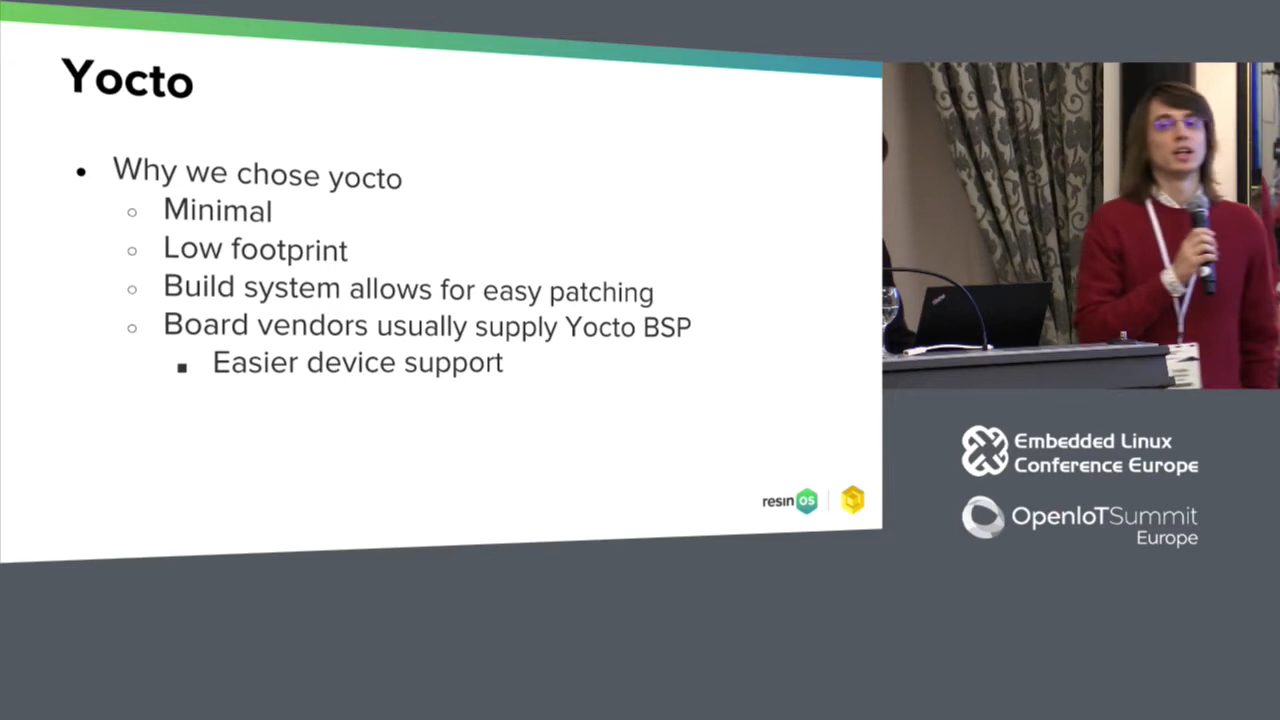 Yocto
Why we chose yocto
Minimal
Low footprint
Build system allows for easy patching
Board vendors usually supply Yocto BSP
Easier device support
resin OS
Embedded Linux
Conference Europe
OpenIoTSummit
Europe